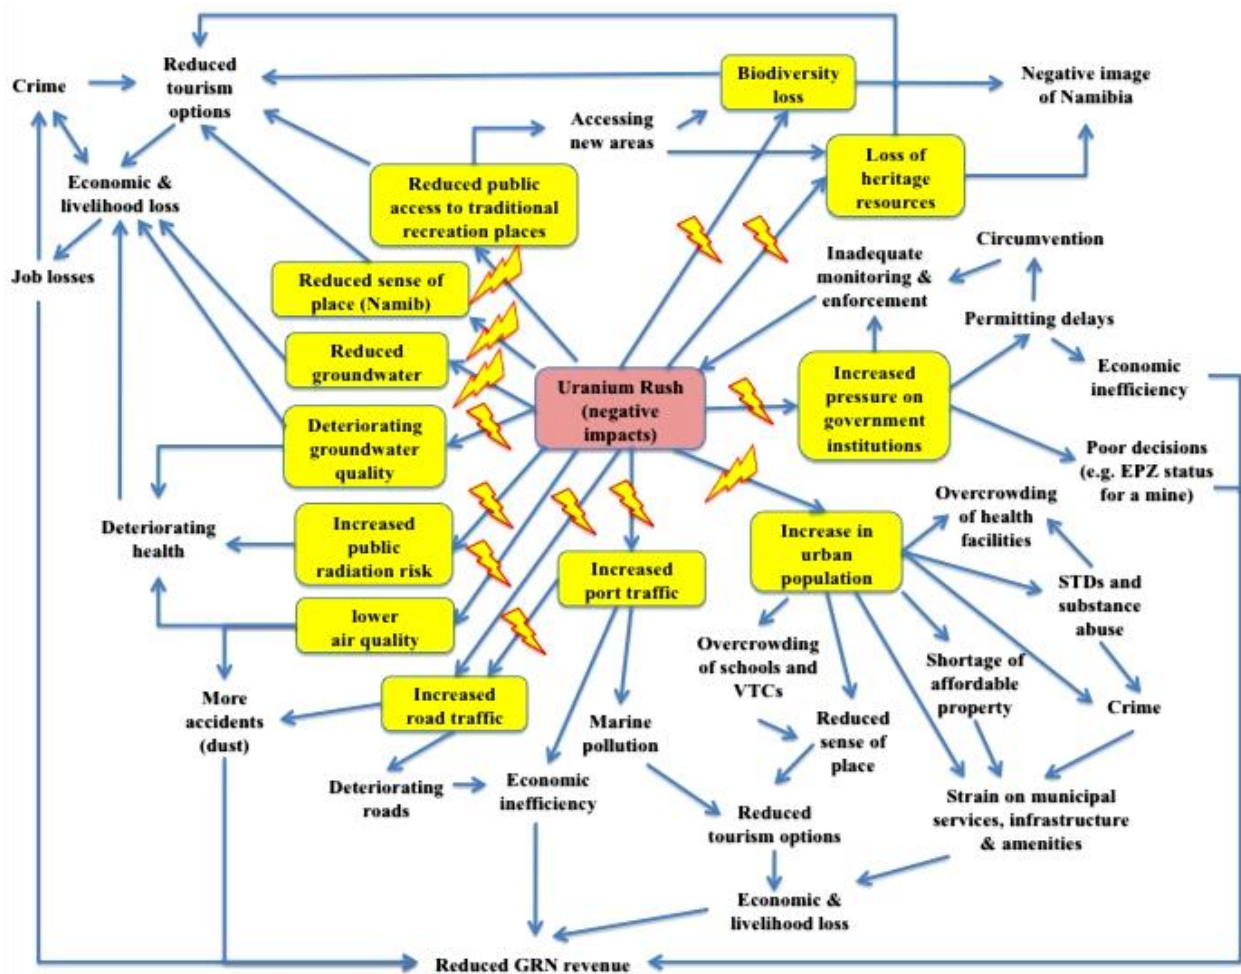 Reduced
tourism
options
Crime
Biodiversity
loss
Negative image
of Namibia
Accessing
new areas
Loss of
heritage
resources
Economic &
livelihood loss
Reduced public
access to traditional
recreation places
Circumvention
Job losses
Inadequate
monitoring &
enforcement
Reduced sense of
place (Namib)
Permitting delays
Reduced
groundwater
Economic
inefficiency
Uranium Rush
(negative
impacts)
Increased
pressure on
government
institutions
Deteriorating
groundwater
quality
Poor decisions
(e.g. EPZ status
for a mine)
Overcrowding
of health
facilities
Deteriorating
health
Increased
public
radiation risk
Increase in
urban
population
Increased
port traffic
STDs and
substance
abuse
lower
air quality
Overcrowding
of schools and
VTCs
Shortage of
affordable
property
More
accidents
(dust)
Increased
road traffic
Marine
pollution
Reduced
sense of
place
Crime
Deteriorating
roads
Economic
inefficiency
Reduced
tourism options
Strain on municipal
services, infrastructure
& amenities
Economic &
livelihood loss
Reduced GRN revenue